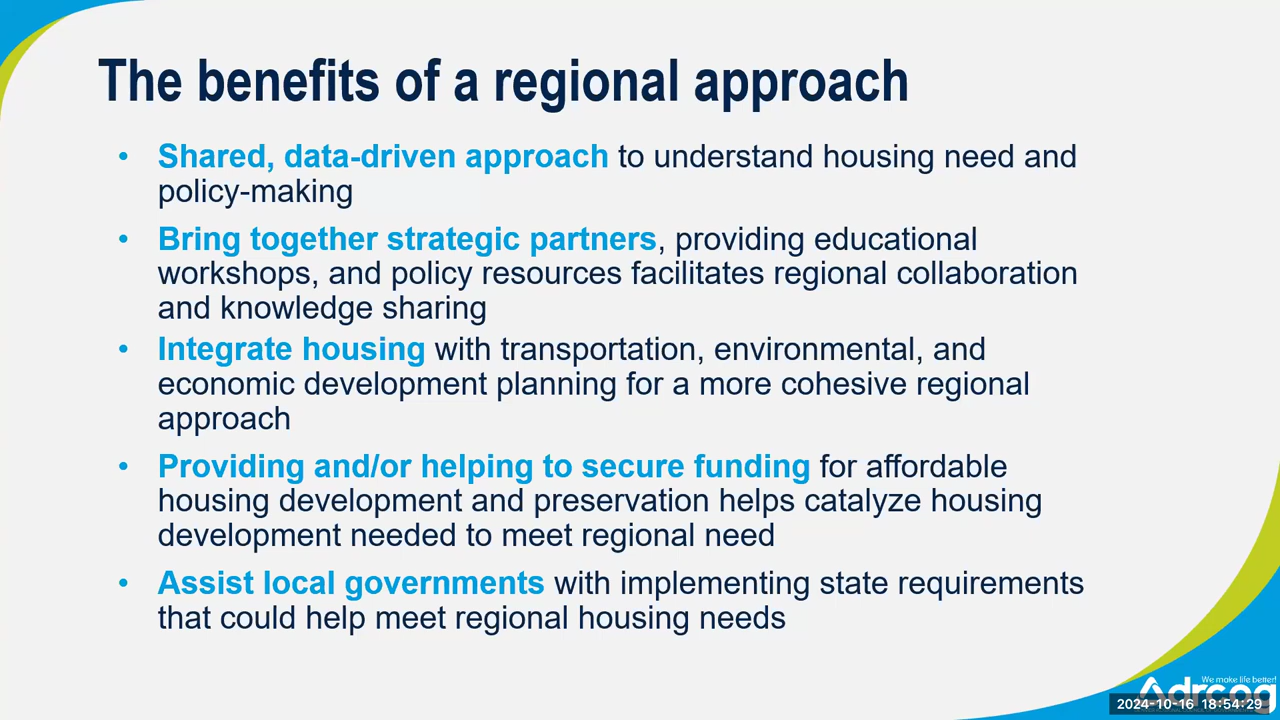 The benefits of a regional approach
• Shared, data-driven approach to understand housing need and
policy-making
• Bring together strategic partners, providing educational
workshops, and policy resources facilitates regional collaboration
and knowledge sharing
• Integrate housing with transportation, environmental, and
economic development planning for a more cohesive regional
approach
• Providing and/or helping to secure funding for affordable
housing development and preservation helps catalyze housing
development needed to meet regional need
• Assist local governments with implementing state requirements
that could help meet regional housing needs
We make life better!
drcog
2024-10-16 18:54:29